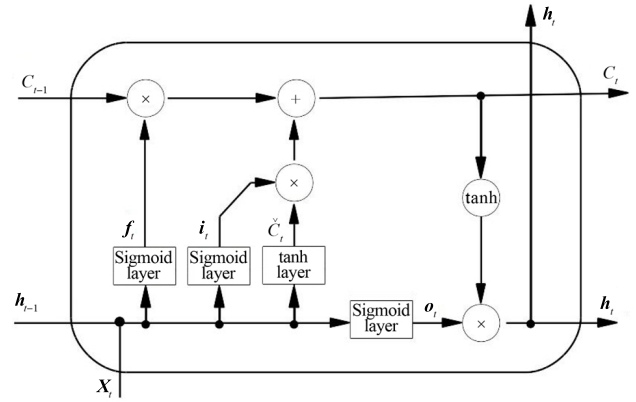 h_t
C_{t-1}
×
+
C_t
×
tanh
f_t
i_t
Č_t
Sigmoid
layer
Sigmoid
layer
tanh
layer
h_{t-1}
Sigmoid
layer
o_t
×
h_t
X_t